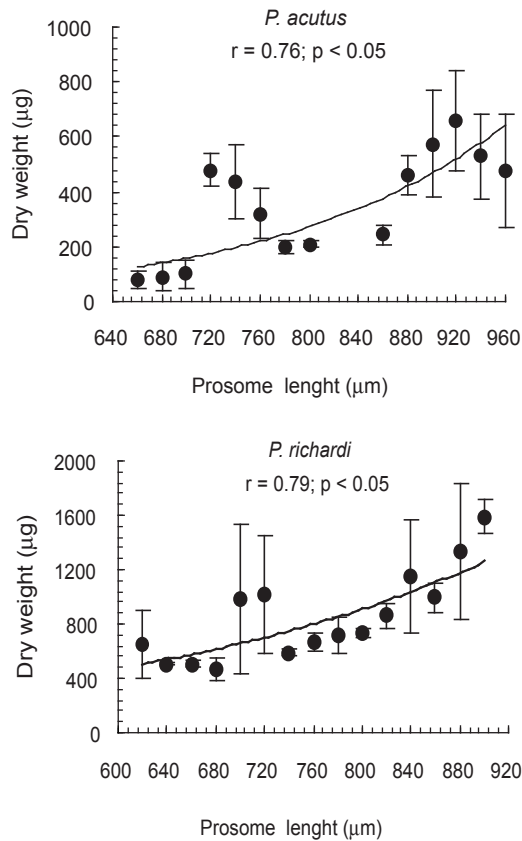 P. acutus
r = 0.76; p < 0.05
Dry weight (μg)
1000
800
600
400
200
0
640 680 720 760 800 840 880 920 960
Prosome lenght (μm)
P. richardi
r = 0.79; p < 0.05
Dry weight (μg)
2000
1600
1200
800
400
0
600 640 680 720 760 800 840 880 920
Prosome lenght (μm)